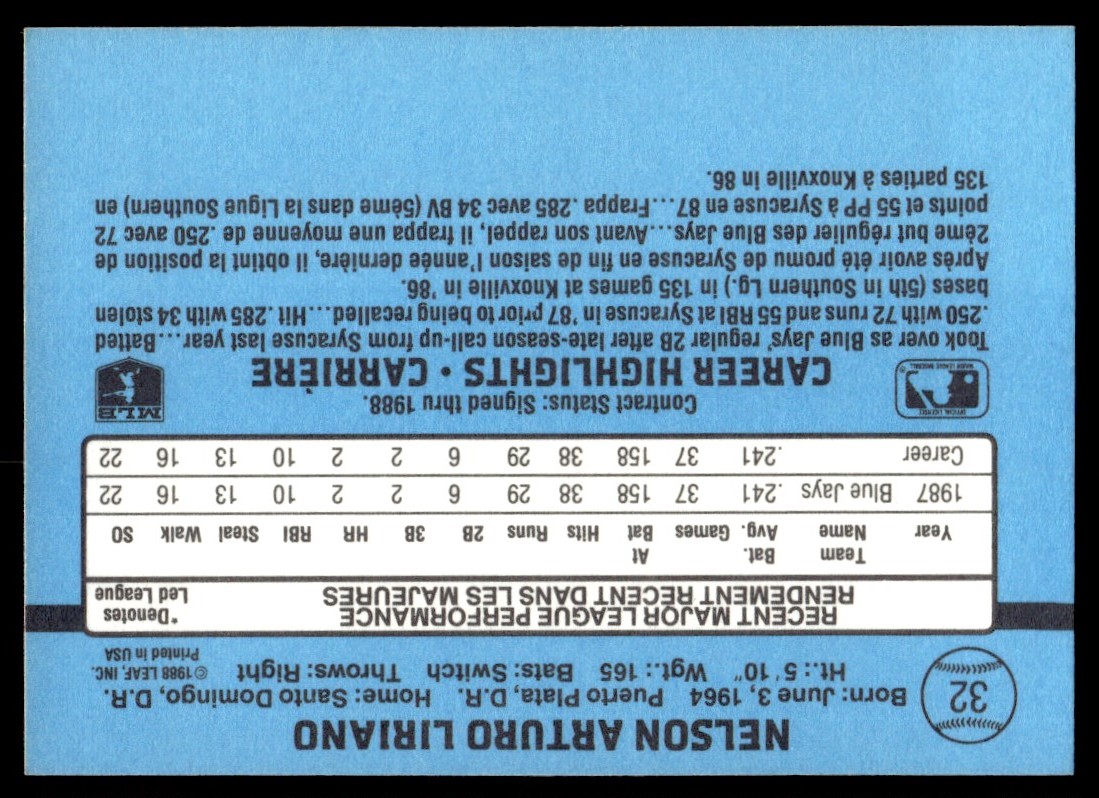 32
NELSON ARTURO LIRIANO
Born: June 3, 1964 Puerto Plata, D.R. Home: Santo Domingo, D.R.
Ht.: 5' 10" Wgt.: 165 Bats: Switch Throws: Right
©1988 LEAF, INC.
Printed in USA
RECENT MAJOR LEAGUE PERFORMANCE
RENDEMENT RECENT DANS LES MAJEURES
*Denotes
Led League
Year Team Name Bat. Avg. Games At Bat Hits Runs 2B 3B HR RBI Steal Walk SO
1987 Blue Jays .241 37 158 38 29 6 2 2 10 13 16 22
Career .241 37 158 38 29 6 2 2 10 13 16 22
Contract Status: Signed thru 1988.
OFFICIAL LICENSEE
MAJOR LEAGUE BASEBALL
CAREER HIGHLIGHTS • CARRIÈRE
MLB
Took over as Blue Jays' regular 2B after late-season call-up from Syracuse last year...Batted
.250 with 72 runs and 55 RBI at Syracuse in '87 prior to being recalled...Hit .285 with 34 stolen
bases (5th in Southern Lg.) in 135 games at Knoxville in '86.
Après avoir été promu de Syracuse en fin de saison l'année dernière, il obtint la position de
2ème but régulier des Blue Jays...Avant son rappel, il frappa une moyenne de .250 avec 72
points et 55 PP à Syracuse en 87...Frappa .285 avec 34 BV (5ème dans la Ligue Southern) en
135 parties à Knoxville in 86.